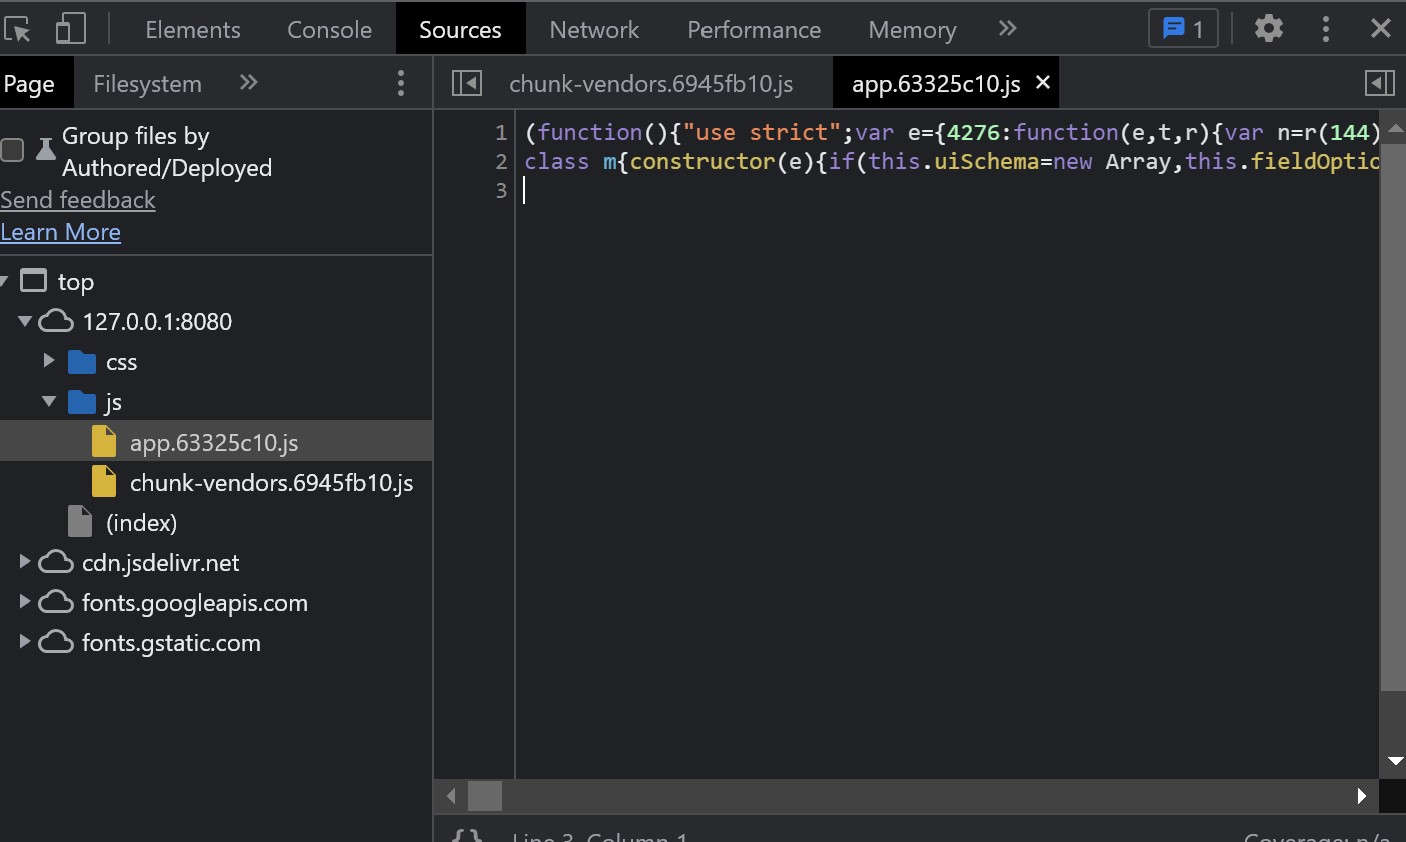 Elements Console Sources Network Performance Memory 1
Page Filesystem chunk-vendors.6945fb10.js app.63325c10.js
Group files by
Authored/Deployed
Send feedback
Learn More
top
127.0.0.1:8080
css
js
app.63325c10.js
chunk-vendors.6945fb10.js
(index)
cdn.jsdelivr.net
fonts.googleapis.com
fonts.gstatic.com
1 (function(){"use strict";var e={4276:function(e,t,r){var n=r(144)
2 class m{constructor(e){if(this.uiSchema=new Array,this.fieldOptio
3
{} Line 3, Column 1 Coverage: n/a